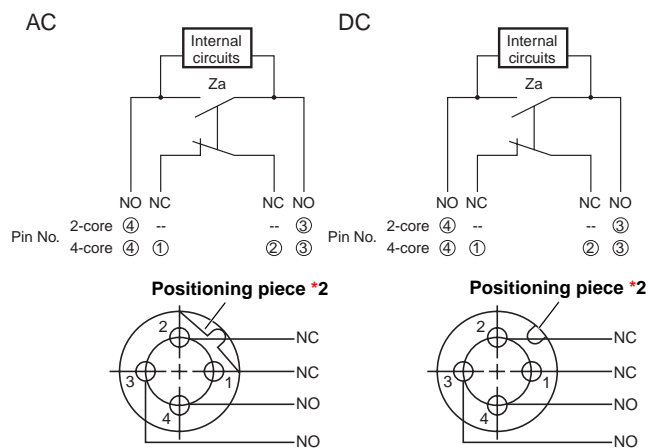 AC
Internal
circuits
Za
NO NC NC NO
2-core ④ -- -- ③
Pin No.
4-core ④ ① ② ③
Positioning piece *2
2
NC
3
1
NC
4
NO
NO
DC
Internal
circuits
Za
NO NC NC NO
2-core ④ -- -- ③
Pin No.
4-core ④ ① ② ③
Positioning piece *2
2
NC
3
1
NC
4
NO
NO